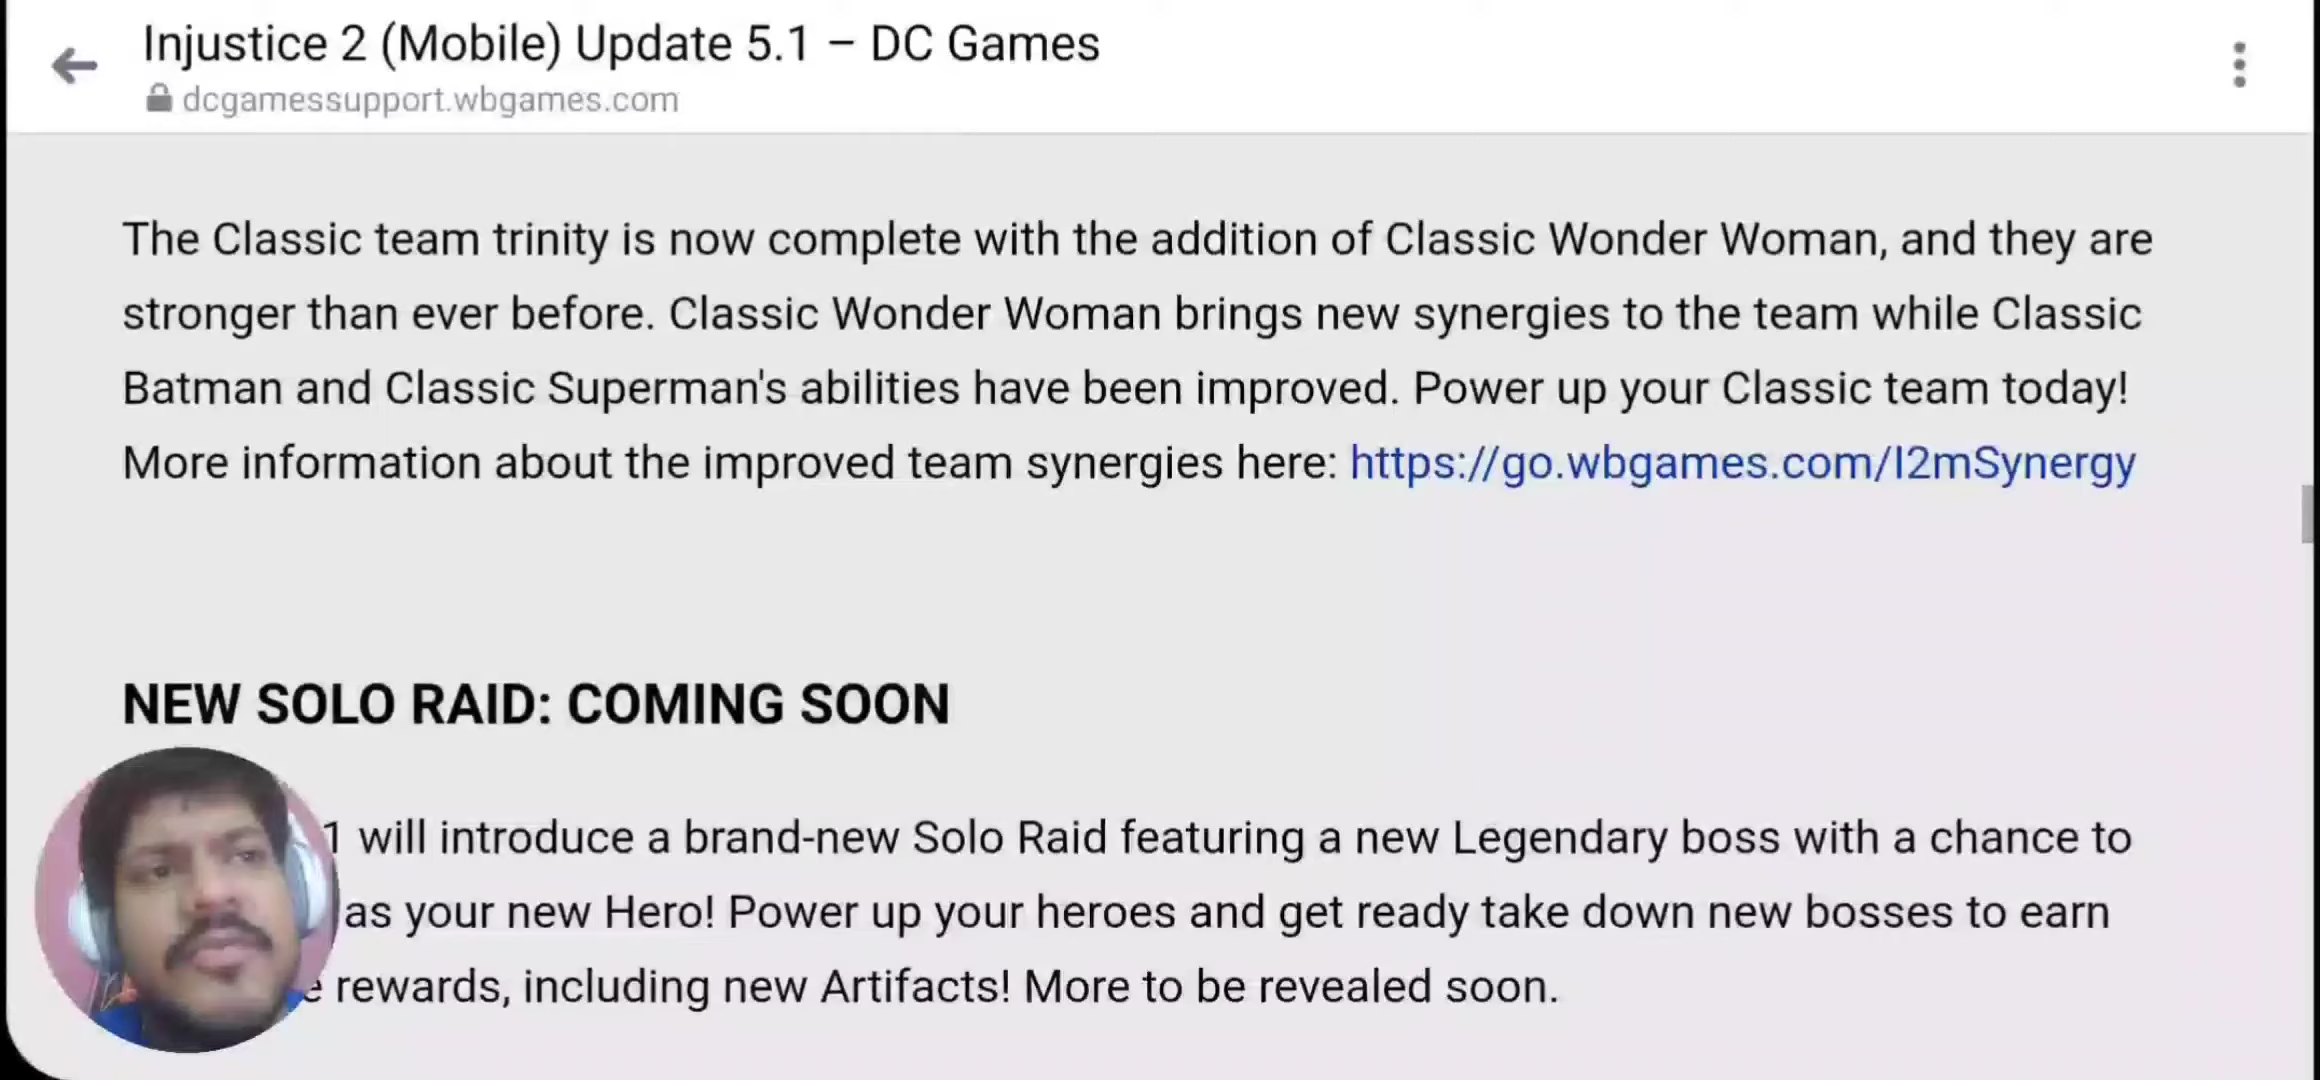 Injustice 2 (Mobile) Update 5.1 – DC Games
dcgamessupport.wbgames.com
The Classic team trinity is now complete with the addition of Classic Wonder Woman, and they are
stronger than ever before. Classic Wonder Woman brings new synergies to the team while Classic
Batman and Classic Superman's abilities have been improved. Power up your Classic team today!
More information about the improved team synergies here: https://go.wbgames.com/I2mSynergy
NEW SOLO RAID: COMING SOON
1 will introduce a brand-new Solo Raid featuring a new Legendary boss with a chance to
as your new Hero! Power up your heroes and get ready take down new bosses to earn
rewards, including new Artifacts! More to be revealed soon.